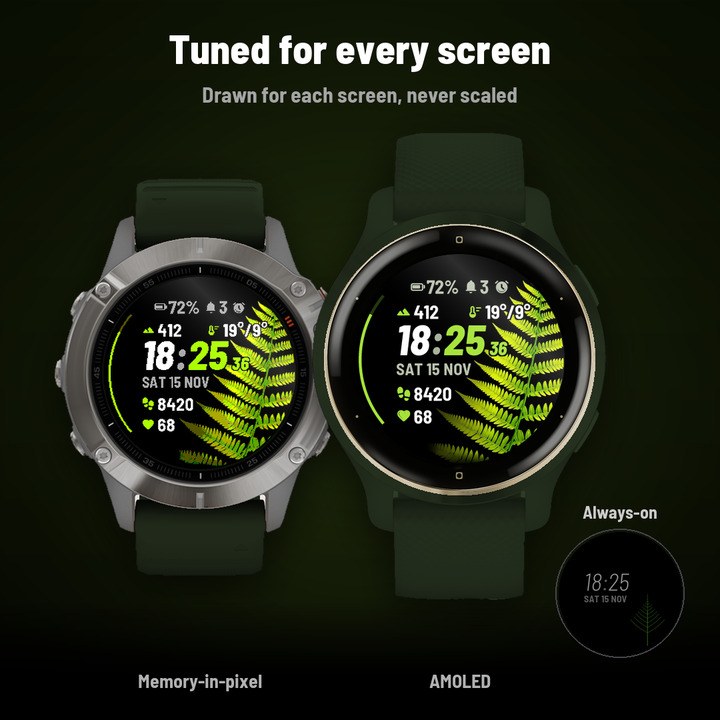 Tuned for every screen
Drawn for each screen, never scaled
72% 3
412 19°/9°
18:25 36
SAT 15 NOV
8420
68
72% 3
412 19°/9°
18:25 36
SAT 15 NOV
8420
68
Always-on
18:25
SAT 15 NOV
Memory-in-pixel
AMOLED